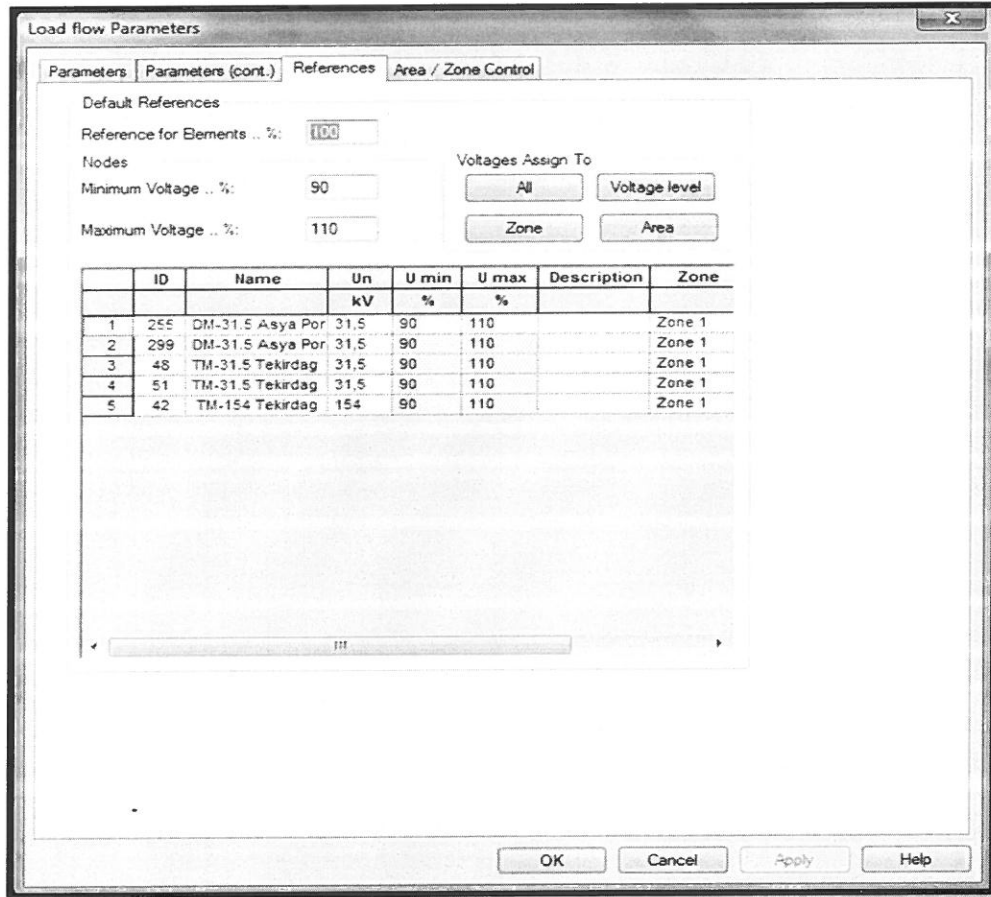 Load flow Parameters
Parameters Parameters (cont.) References Area / Zone Control
Default References
Reference for Elements .. %: 100
Nodes Voltages Assign To
Minimum Voltage .. %: 90 All Voltage level
Maximum Voltage .. %: 110 Zone Area
ID Name Un U min U max Description Zone
kV % %
1 255 DM-31.5 Asya Por 31,5 90 110 Zone 1
2 299 DM-31.5 Asya Por 31,5 90 110 Zone 1
3 48 TM-31.5 Tekirdag 31,5 90 110 Zone 1
4 51 TM-31.5 Tekirdag 31,5 90 110 Zone 1
5 42 TM-154 Tekirdag 154 90 110 Zone 1
OK Cancel Apply Help